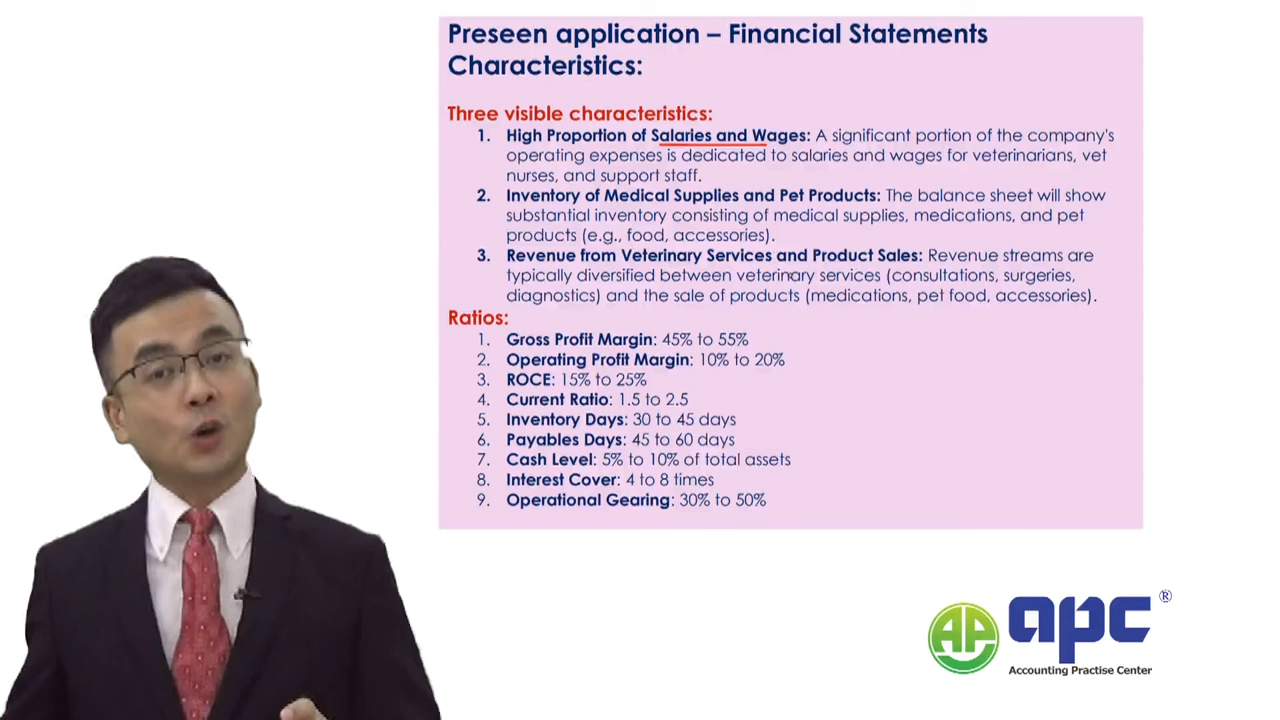 Preseen application – Financial Statements
Characteristics:
Three visible characteristics:
1. High Proportion of Salaries and Wages: A significant portion of the company's
operating expenses is dedicated to salaries and wages for veterinarians, vet
nurses, and support staff.
2. Inventory of Medical Supplies and Pet Products: The balance sheet will show
substantial inventory consisting of medical supplies, medications, and pet
products (e.g., food, accessories).
3. Revenue from Veterinary Services and Product Sales: Revenue streams are
typically diversified between veterinary services (consultations, surgeries,
diagnostics) and the sale of products (medications, pet food, accessories).
Ratios:
1. Gross Profit Margin: 45% to 55%
2. Operating Profit Margin: 10% to 20%
3. ROCE: 15% to 25%
4. Current Ratio: 1.5 to 2.5
5. Inventory Days: 30 to 45 days
6. Payables Days: 45 to 60 days
7. Cash Level: 5% to 10% of total assets
8. Interest Cover: 4 to 8 times
9. Operational Gearing: 30% to 50%
AP apc ®
Accounting Practise Center